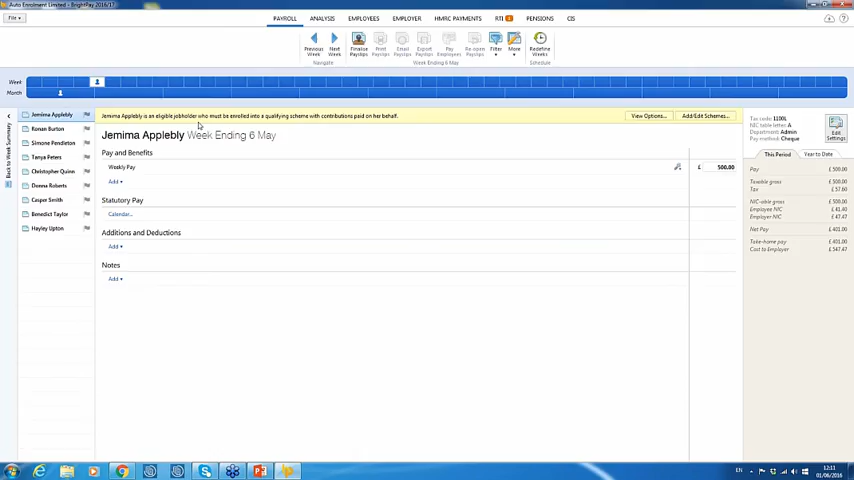 Auto Enrolment Limited - BrightPay 2016/17
File
PAYROLL
ANALYSIS
EMPLOYEES
EMPLOYER
HMRC PAYMENTS
RTI 1
PENSIONS
CIS
Previous Week
Next Week
Finalise Payslips
Print Payslips
Email Payslips
Export Payslips
Pay Employees
Re-open Payslips
Filter
More
Redefine Weeks
Navigate
Week Ending 6 May
Schedule
Week
Month
Back to Week Summary
Jemima Applebly
Ronan Burton
Simone Pendleton
Tanya Peters
Christopher Quinn
Donna Roberts
Casper Smith
Benedict Taylor
Hayley Upton
Jemima Applebly is an eligible jobholder who must be enrolled into a qualifying scheme with contributions paid on her behalf.
View Options...
Add/Edit Schemes...
Jemima Applebly Week Ending 6 May
Pay and Benefits
Weekly Pay £ 500.00
Add
Statutory Pay
Calendar...
Additions and Deductions
Add
Notes
Add
Tax code: 1100L
NIC table letter: A
Department: Admin
Pay method: Cheque
Edit Settings
This Period
Year to Date
Pay £ 500.00
Taxable gross £ 500.00
Tax £ 57.60
NIC-able gross £ 500.00
Employee NIC £ 41.40
Employer NIC £ 47.47
Net Pay £ 401.00
Take-home pay £ 401.00
Cost to Employer £ 547.47
EN
12:11
01/06/2016